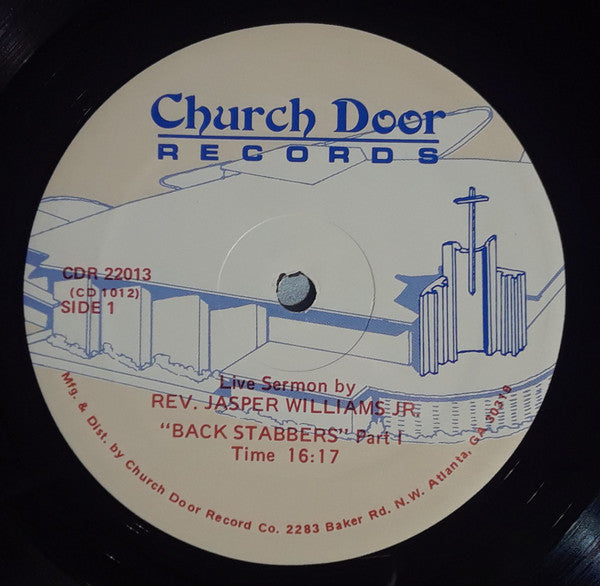 Church Door
RECORDS
CDR 22013
(CD 1012)
SIDE 1
Live Sermon by
REV. JASPER WILLIAMS JR.
"BACK STABBERS" Part I
Time 16:17
Mfg. & Dist. by Church Door Record Co. 2283 Baker Rd. N.W. Atlanta, GA 30318